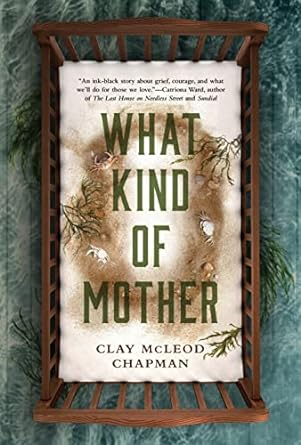 "An ink-black story about grief, courage, and what
we'll do for those we love."—Catriona Ward, author
of The Last House on Needless Street and Sundial
WHAT
KIND
OF
MOTHER
CLAY McLEOD
CHAPMAN